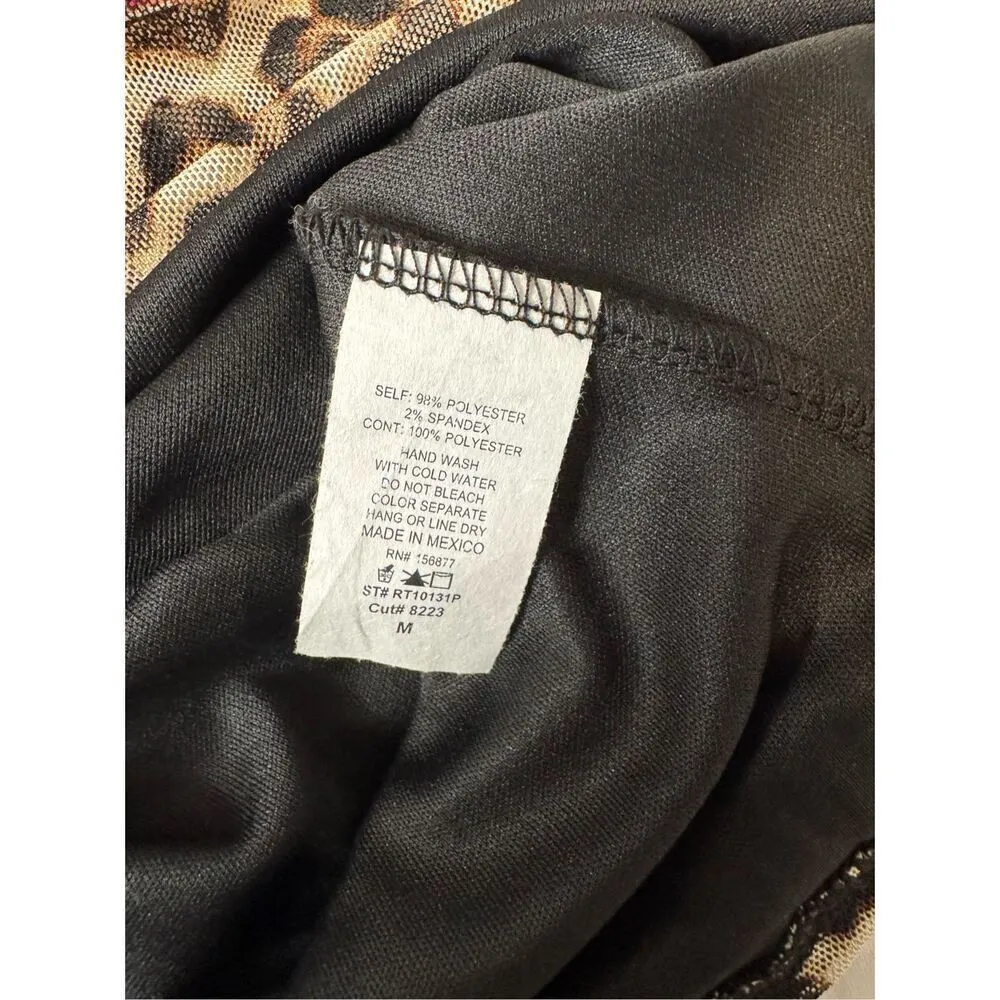 SELF: 98% POLYESTER
2% SPANDEX
CONT: 100% POLYESTER
HAND WASH
WITH COLD WATER
DO NOT BLEACH
COLOR SEPARATE
HANG OR LINE DRY
MADE IN MEXICO
RN# 156877
ST# RT10131P
Cut# 8223
M